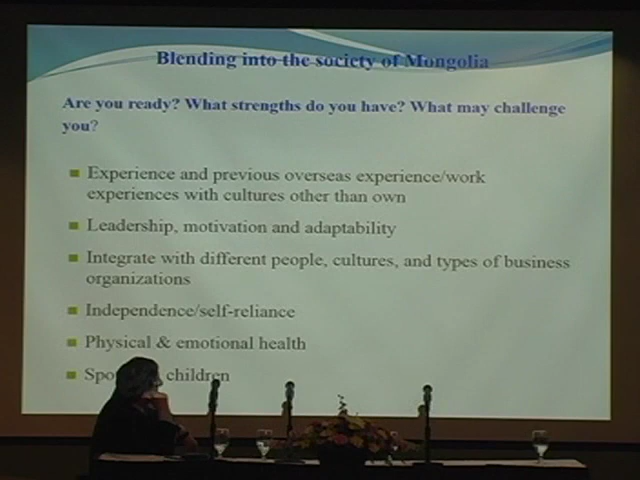 Blending into the society of Mongolia
Are you ready? What strengths do you have? What may challenge
you?
Experience and previous overseas experience/work
experiences with cultures other than own
Leadership, motivation and adaptability
Integrate with different people, cultures, and types of business
organizations
Independence/self-reliance
Physical & emotional health
children